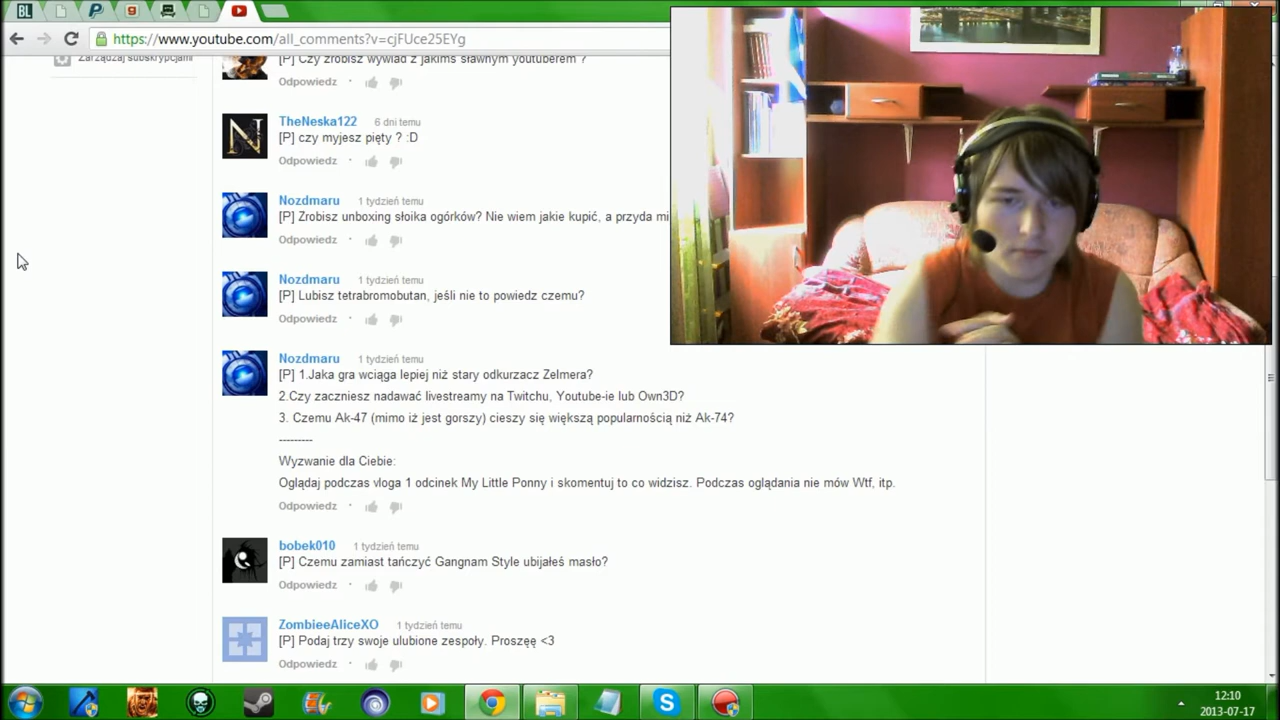 BL
https://www.youtube.com/all_comments?v=cjFUce25EYg
Zarządzaj subskrypcjami
[P] Czy zrobisz wywiad z jakimś sławnym youtuberem ?
Odpowiedz ·
TheNeska122 6 dni temu
[P] czy myjesz pięty ? :D
Odpowiedz ·
Nozdmaru 1 tydzień temu
[P] Zrobisz unboxing słoika ogórków? Nie wiem jakie kupić, a przyda mi
Odpowiedz ·
Nozdmaru 1 tydzień temu
[P] Lubisz tetrabromobutan, jeśli nie to powiedz czemu?
Odpowiedz ·
Nozdmaru 1 tydzień temu
[P] 1.Jaka gra wciąga lepiej niż stary odkurzacz Zelmera?
2.Czy zaczniesz nadawać livestreamy na Twitchu, Youtube-ie lub Own3D?
3. Czemu Ak-47 (mimo iż jest gorszy) cieszy się większą popularnością niż Ak-74?
---------
Wyzwanie dla Ciebie:
Oglądaj podczas vloga 1 odcinek My Little Ponny i skomentuj to co widzisz. Podczas oglądania nie mów Wtf, itp.
Odpowiedz ·
bobek010 1 tydzień temu
[P] Czemu zamiast tańczyć Gangnam Style ubijałeś masło?
Odpowiedz ·
ZombieeAliceXO 1 tydzień temu
[P] Podaj trzy swoje ulubione zespoły. Proszęę <3
Odpowiedz ·
12:10
2013-07-17